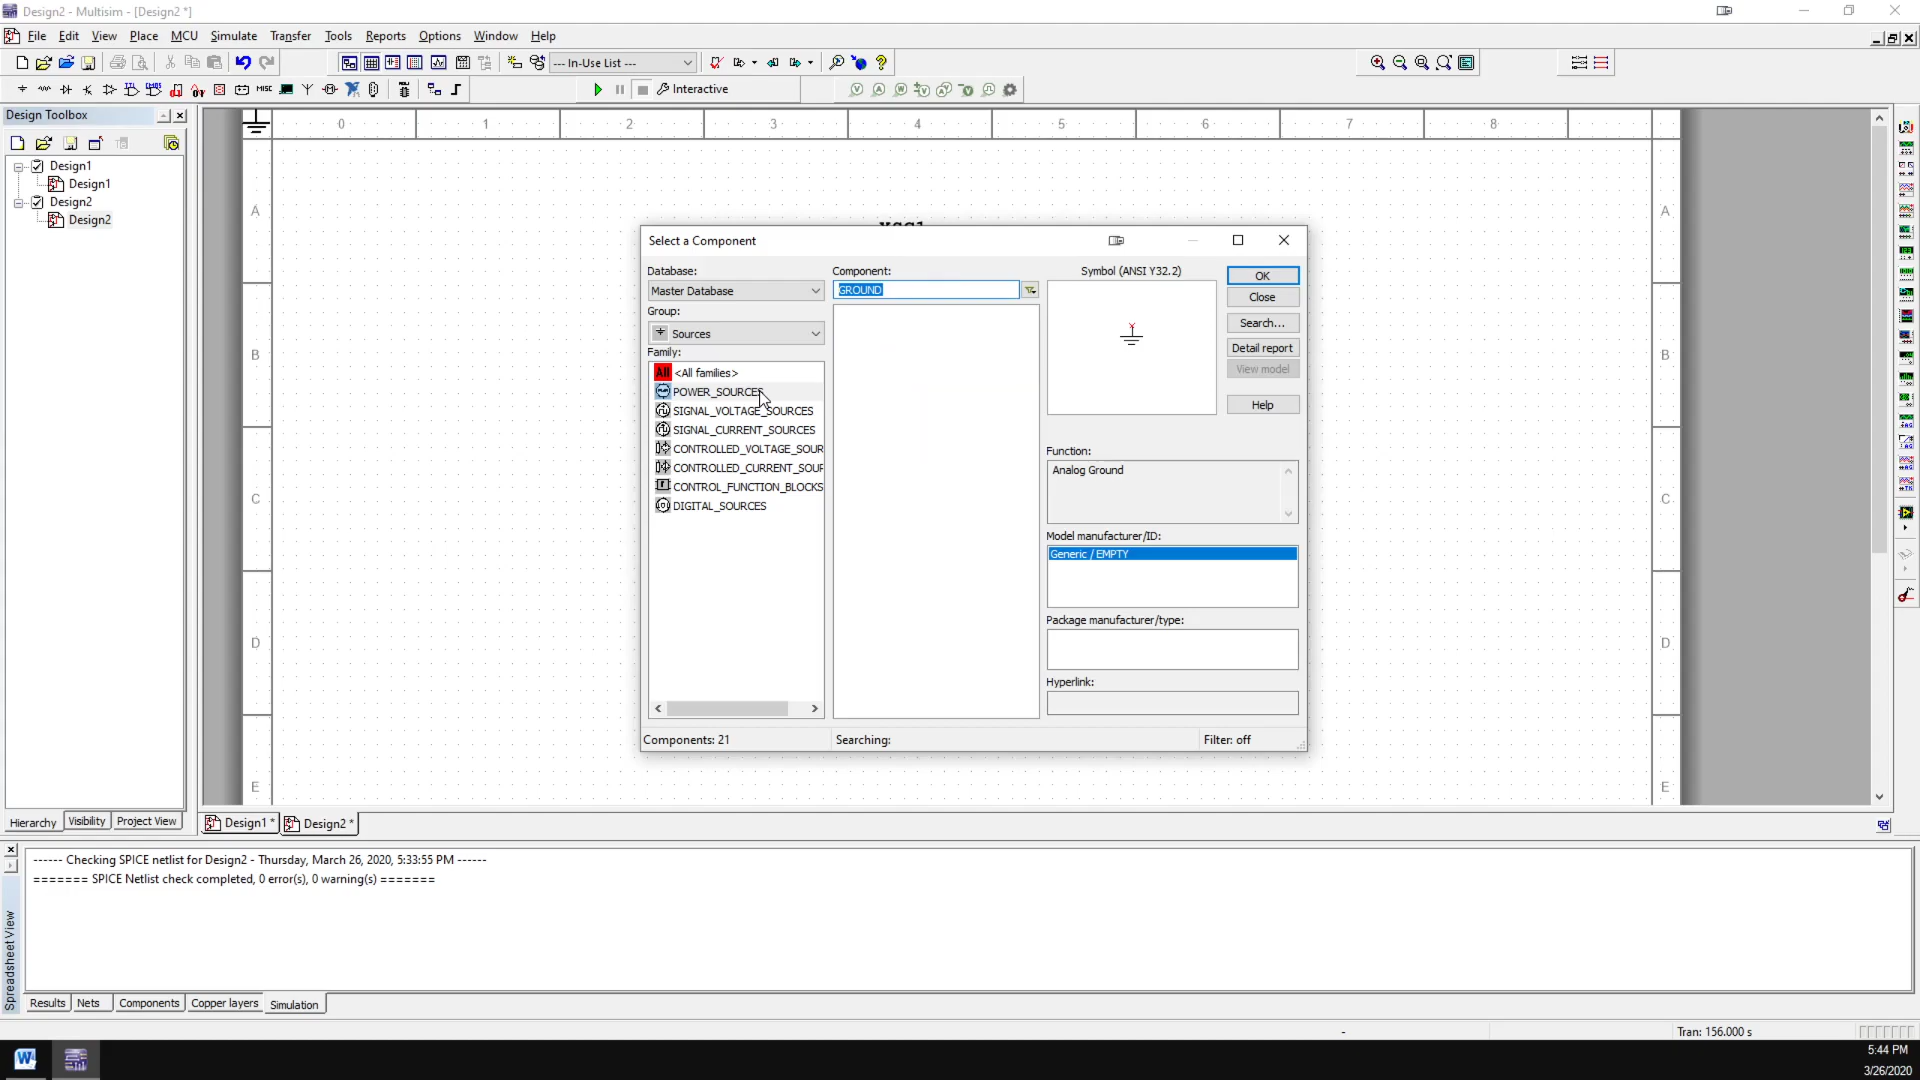 Design2 - Multisim - [Design2 *]
File Edit View Place MCU Simulate Transfer Tools Reports Options Window Help
--- In-Use List ---
Interactive
Design Toolbox
Design1
Design1
Design2
Design2
0 1 2 3 4 5 6 7 8
A A
B B
C C
D D
E E
Select a Component
Database:
Master Database
Group:
Sources
Family:
All <All families>
POWER_SOURCES
SIGNAL_VOLTAGE_SOURCES
SIGNAL_CURRENT_SOURCES
CONTROLLED_VOLTAGE_SOUR
CONTROLLED_CURRENT_SOUR
CONTROL_FUNCTION_BLOCKS
DIGITAL_SOURCES
Component:
GROUND
Symbol (ANSI Y32.2)
OK
Close
Search...
Detail report
View model
Help
Function:
Analog Ground
Model manufacturer/ID:
Generic / EMPTY
Package manufacturer/type:
Hyperlink:
Components: 21
Searching:
Filter: off
Hierarchy Visibility Project View
Design1 * Design2 *
------ Checking SPICE netlist for Design2 - Thursday, March 26, 2020, 5:33:55 PM ------
======= SPICE Netlist check completed, 0 error(s), 0 warning(s) =======
Spreadsheet View
Results Nets Components Copper layers Simulation
-
Tran: 156.000 s
5:44 PM
3/26/2020